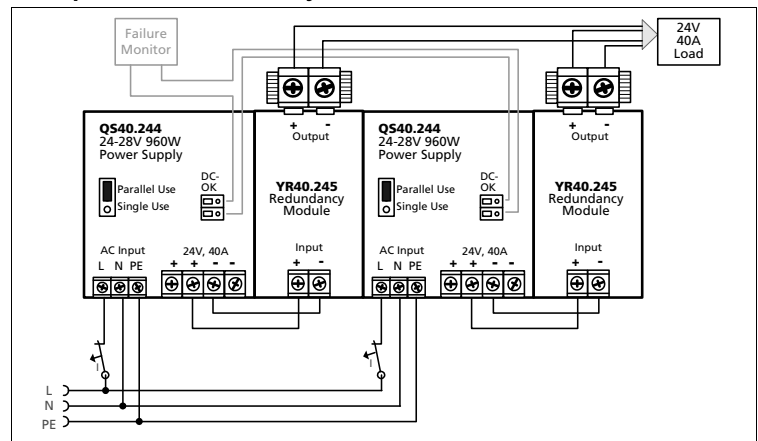 Failure
Monitor
24V
40A
Load
+ -
Output
QS40.244
24-28V 960W
Power Supply
DC-
OK
Parallel Use
Single Use
AC Input
L N PE
24V, 40A
+ + - -
YR40.245
Redundancy
Module
Input
+ -
QS40.244
24-28V 960W
Power Supply
DC-
OK
Parallel Use
Single Use
AC Input
L N PE
24V, 40A
+ + - -
+ -
Output
YR40.245
Redundancy
Module
Input
+ -
I
I
L
N
PE